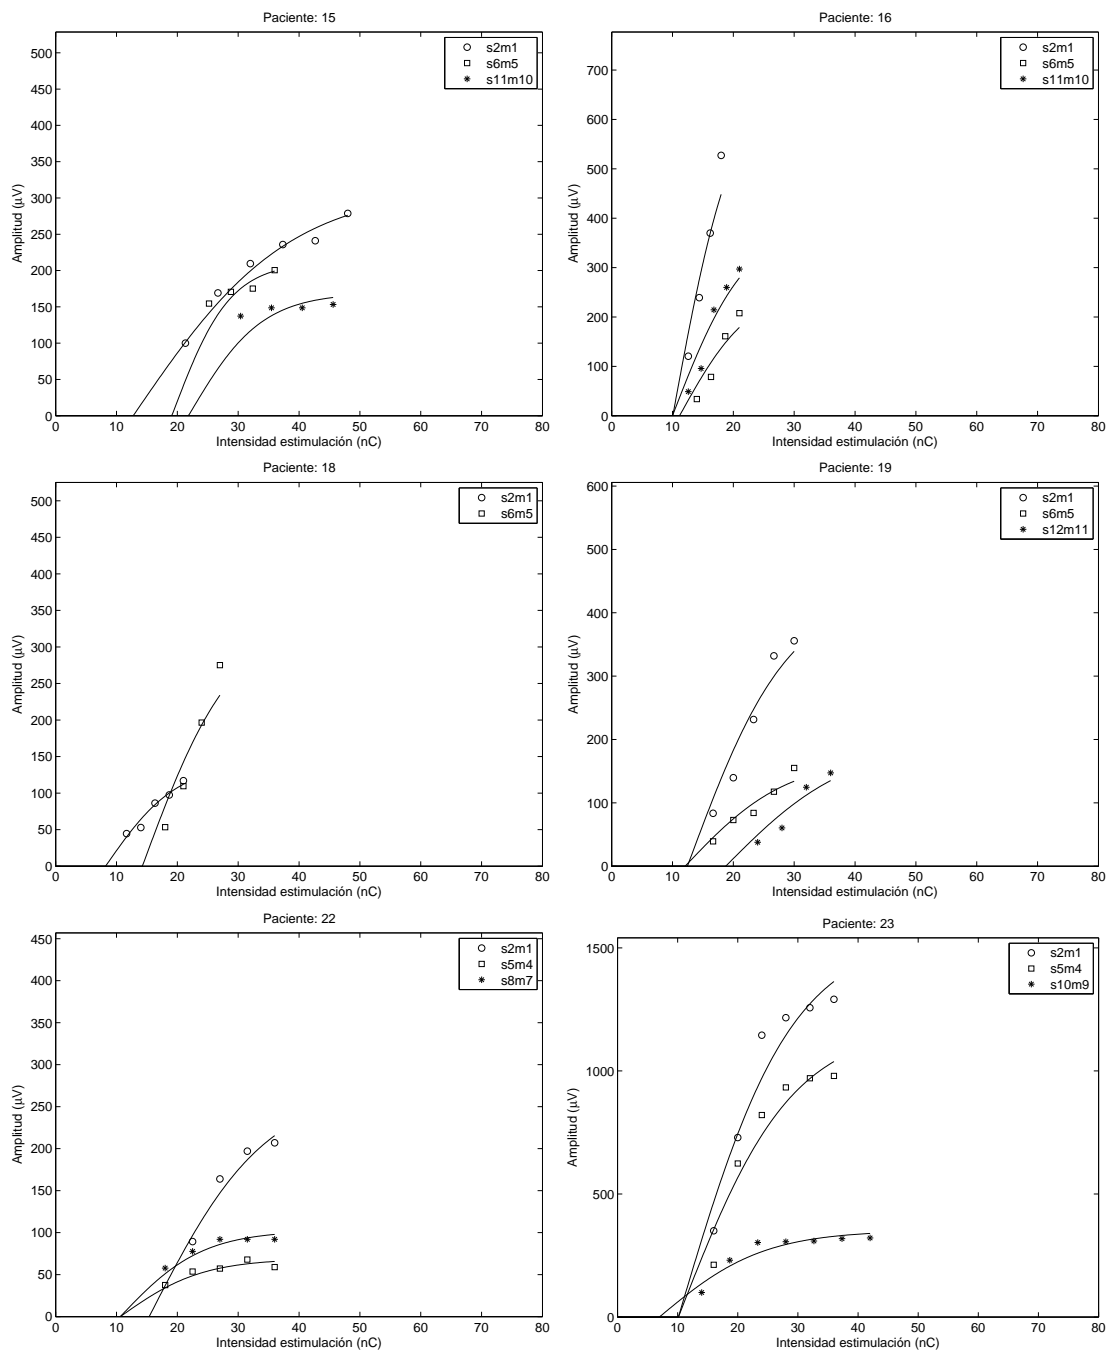 Paciente: 15
500
450
400
350
300
250
200
150
100
50
0
Amplitud (µV)
s2m1
s6m5
s11m10
0 10 20 30 40 50 60 70 80
Intensidad estimulación (nC)
Paciente: 16
700
600
500
400
300
200
100
0
Amplitud (µV)
s2m1
s6m5
s11m10
0 10 20 30 40 50 60 70 80
Intensidad estimulación (nC)
Paciente: 18
500
450
400
350
300
250
200
150
100
50
0
Amplitud (µV)
s2m1
s6m5
0 10 20 30 40 50 60 70 80
Intensidad estimulación (nC)
Paciente: 19
600
500
400
300
200
100
0
Amplitud (µV)
s2m1
s6m5
s12m11
0 10 20 30 40 50 60 70 80
Intensidad estimulación (nC)
Paciente: 22
450
400
350
300
250
200
150
100
50
0
Amplitud (µV)
s2m1
s5m4
s8m7
0 10 20 30 40 50 60 70 80
Intensidad estimulación (nC)
Paciente: 23
1500
1000
500
0
Amplitud (µV)
s2m1
s5m4
s10m9
0 10 20 30 40 50 60 70 80
Intensidad estimulación (nC)